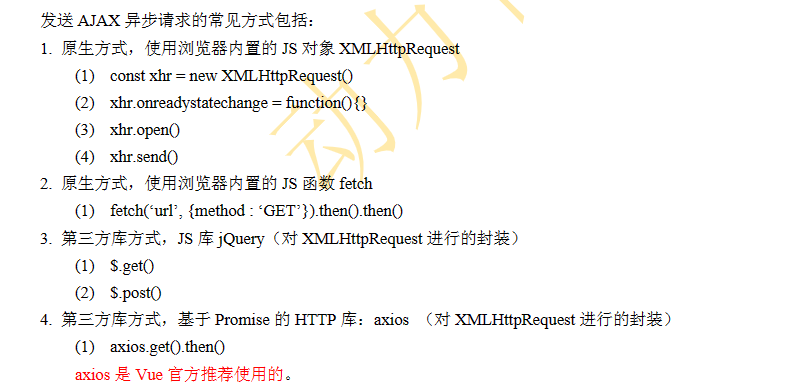 发送 AJAX 异步请求的常见方式包括：
1. 原生方式，使用浏览器内置的 JS 对象 XMLHttpRequest
(1) const xhr = new XMLHttpRequest()
(2) xhr.onreadystatechange = function(){}
(3) xhr.open()
(4) xhr.send()
2. 原生方式，使用浏览器内置的 JS 函数 fetch
(1) fetch(‘url’, {method : ‘GET’}).then().then()
3. 第三方库方式，JS 库 jQuery（对 XMLHttpRequest 进行的封装）
(1) $.get()
(2) $.post()
4. 第三方库方式，基于 Promise 的 HTTP 库：axios （对 XMLHttpRequest 进行的封装）
(1) axios.get().then()
axios 是 Vue 官方推荐使用的。
动力